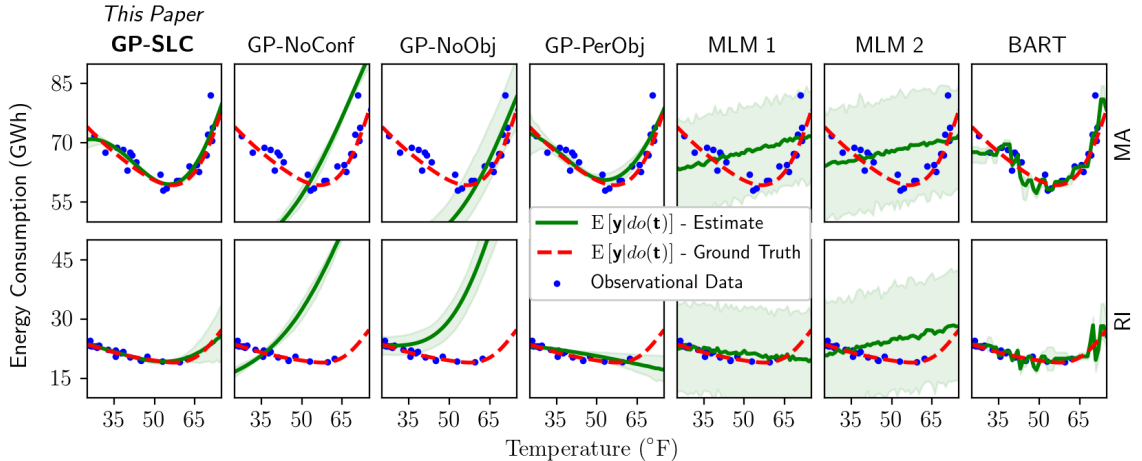 This Paper
GP-SLC GP-NoConf GP-NoObj GP-PerObj MLM 1 MLM 2 BART
Energy Consumption (GWh)
85
70
55
MA
E [y|do(t)] - Estimate
E [y|do(t)] - Ground Truth
Observational Data
45
30
15
RI
35 50 65 35 50 65 35 50 65 35 50 65 35 50 65 35 50 65 35 50 65
Temperature (°F)